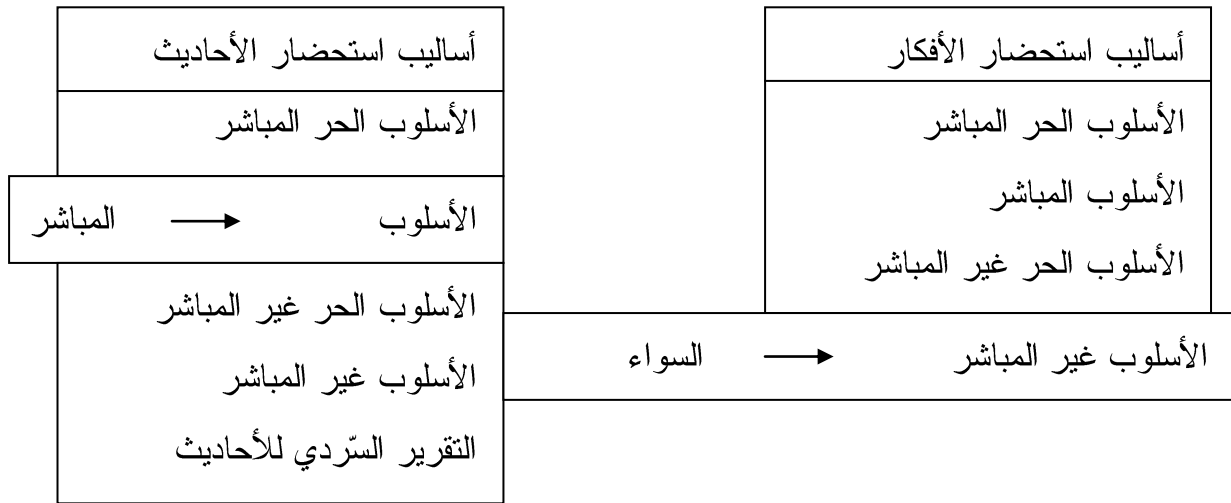 أساليب استحضار الأفكار
الأسلوب الحر المباشر
الأسلوب المباشر
الأسلوب الحر غير المباشر
الأسلوب غير المباشر → السواء
أساليب استحضار الأحاديث
الأسلوب الحر المباشر
الأسلوب → المباشر
الأسلوب الحر غير المباشر
الأسلوب غير المباشر
التقرير السّردي للأحاديث